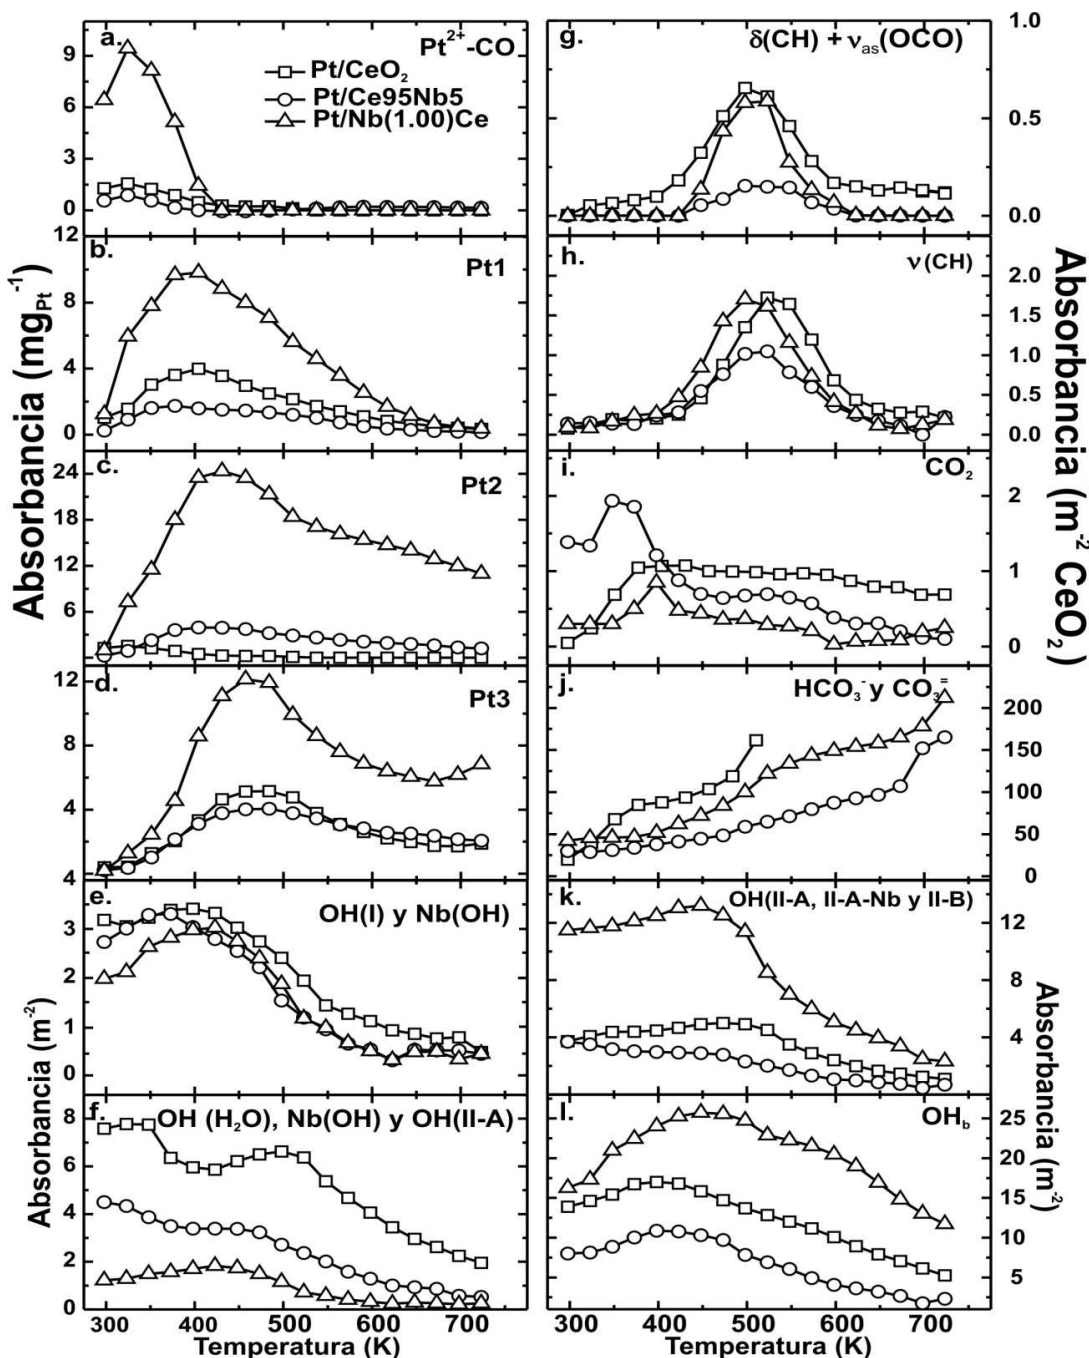 a.
Pt²⁺-CO
Pt/CeO₂
Pt/Ce95Nb5
Pt/Nb(1.00)Ce
9
6
3
0
12
b.
Pt1
8
4
0
c.
Pt2
24
18
12
6
d.
Pt3
12
8
4
4
e.
OH(I) y Nb(OH)
3
2
1
0
8
f.
OH (H₂O), Nb(OH) y OH(II-A)
6
4
2
0
300 400 500 600 700
Temperatura (K)
Absorbancia (mg_Pt⁻¹)
Absorbancia (m⁻²)
g.
δ(CH) + ν_as(OCO)
1.0
0.5
0.0
h.
ν(CH)
2.0
1.5
1.0
0.5
0.0
i.
CO₂
2
1
0
j.
HCO₃⁻ y CO₃⁼
200
150
100
50
0
k.
OH(II-A, II-A-Nb y II-B)
12
8
4
l.
OH_b
25
20
15
10
5
300 400 500 600 700
Temperatura (K)
Absorbancia (m⁻² CeO₂)
Absorbancia (m⁻²)